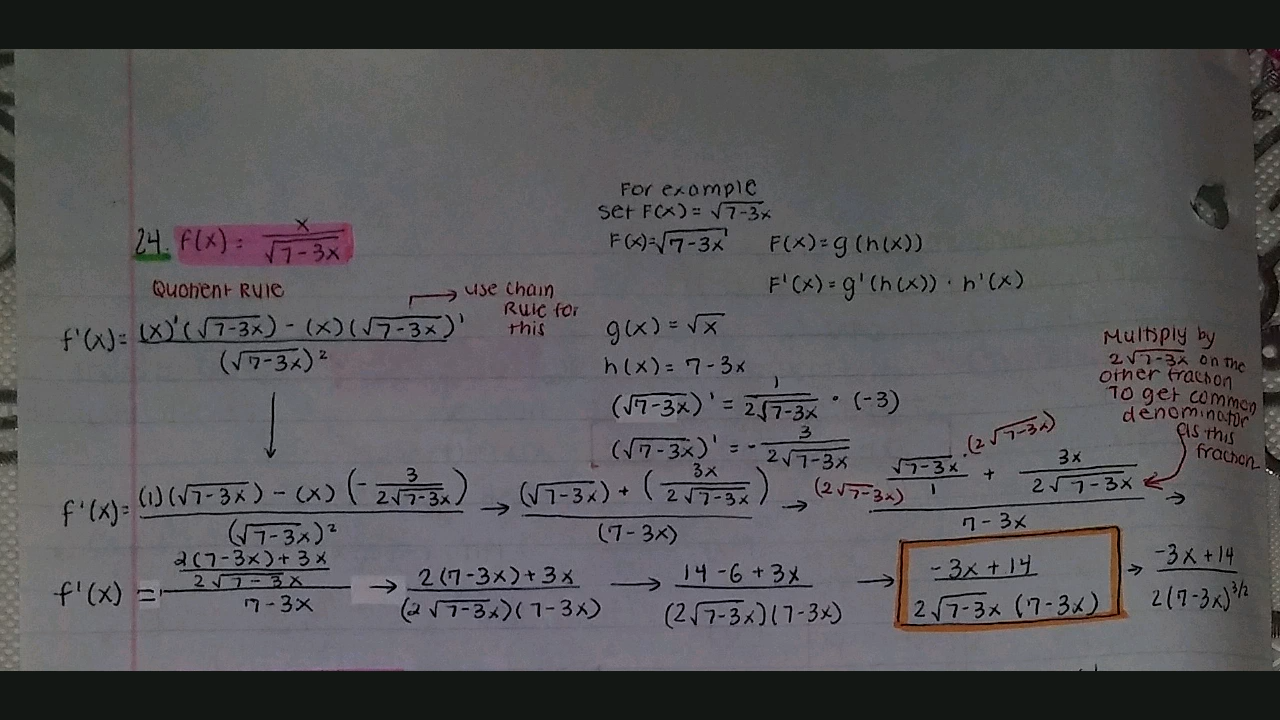 For example
set F(x) = √7-3x
24. f(x) = x/√7-3x
F(x)=√7-3x F(x) = g(h(x))
F'(x) = g'(h(x)) · h'(x)
Quotient Rule
use chain
Rule for
this
f'(x) = (x)'(√7-3x) - (x)(√7-3x)' / (√7-3x)²
g(x) = √x
h(x) = 7-3x
(√7-3x)' = 1/2√7-3x · (-3)
(√7-3x)' = - 3/2√7-3x
Multiply by
2√7-3x on the
other fraction
To get common
denominator
as this
fraction
f'(x) = (1)(√7-3x) - (x)(- 3/2√7-3x) / (√7-3x)² → (√7-3x) + (3x/2√7-3x) / (7-3x) → (2√7-3x) √7-3x/1 · (2√7-3x) + 3x/2√7-3x / 7-3x →
f'(x) = 2(7-3x)+3x/2√7-3x / 7-3x → 2(7-3x)+3x / (2√7-3x)(7-3x) → 14-6+3x / (2√7-3x)(7-3x) → -3x+14 / 2√7-3x (7-3x) → -3x+14 / 2(7-3x)^3/2